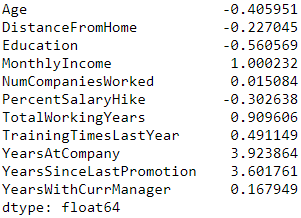 Age -0.405951
DistanceFromHome -0.227045
Education -0.560569
MonthlyIncome 1.000232
NumCompaniesWorked 0.015084
PercentSalaryHike -0.302638
TotalWorkingYears 0.909606
TrainingTimesLastYear 0.491149
YearsAtCompany 3.923864
YearsSinceLastPromotion 3.601761
YearsWithCurrManager 0.167949
dtype: float64